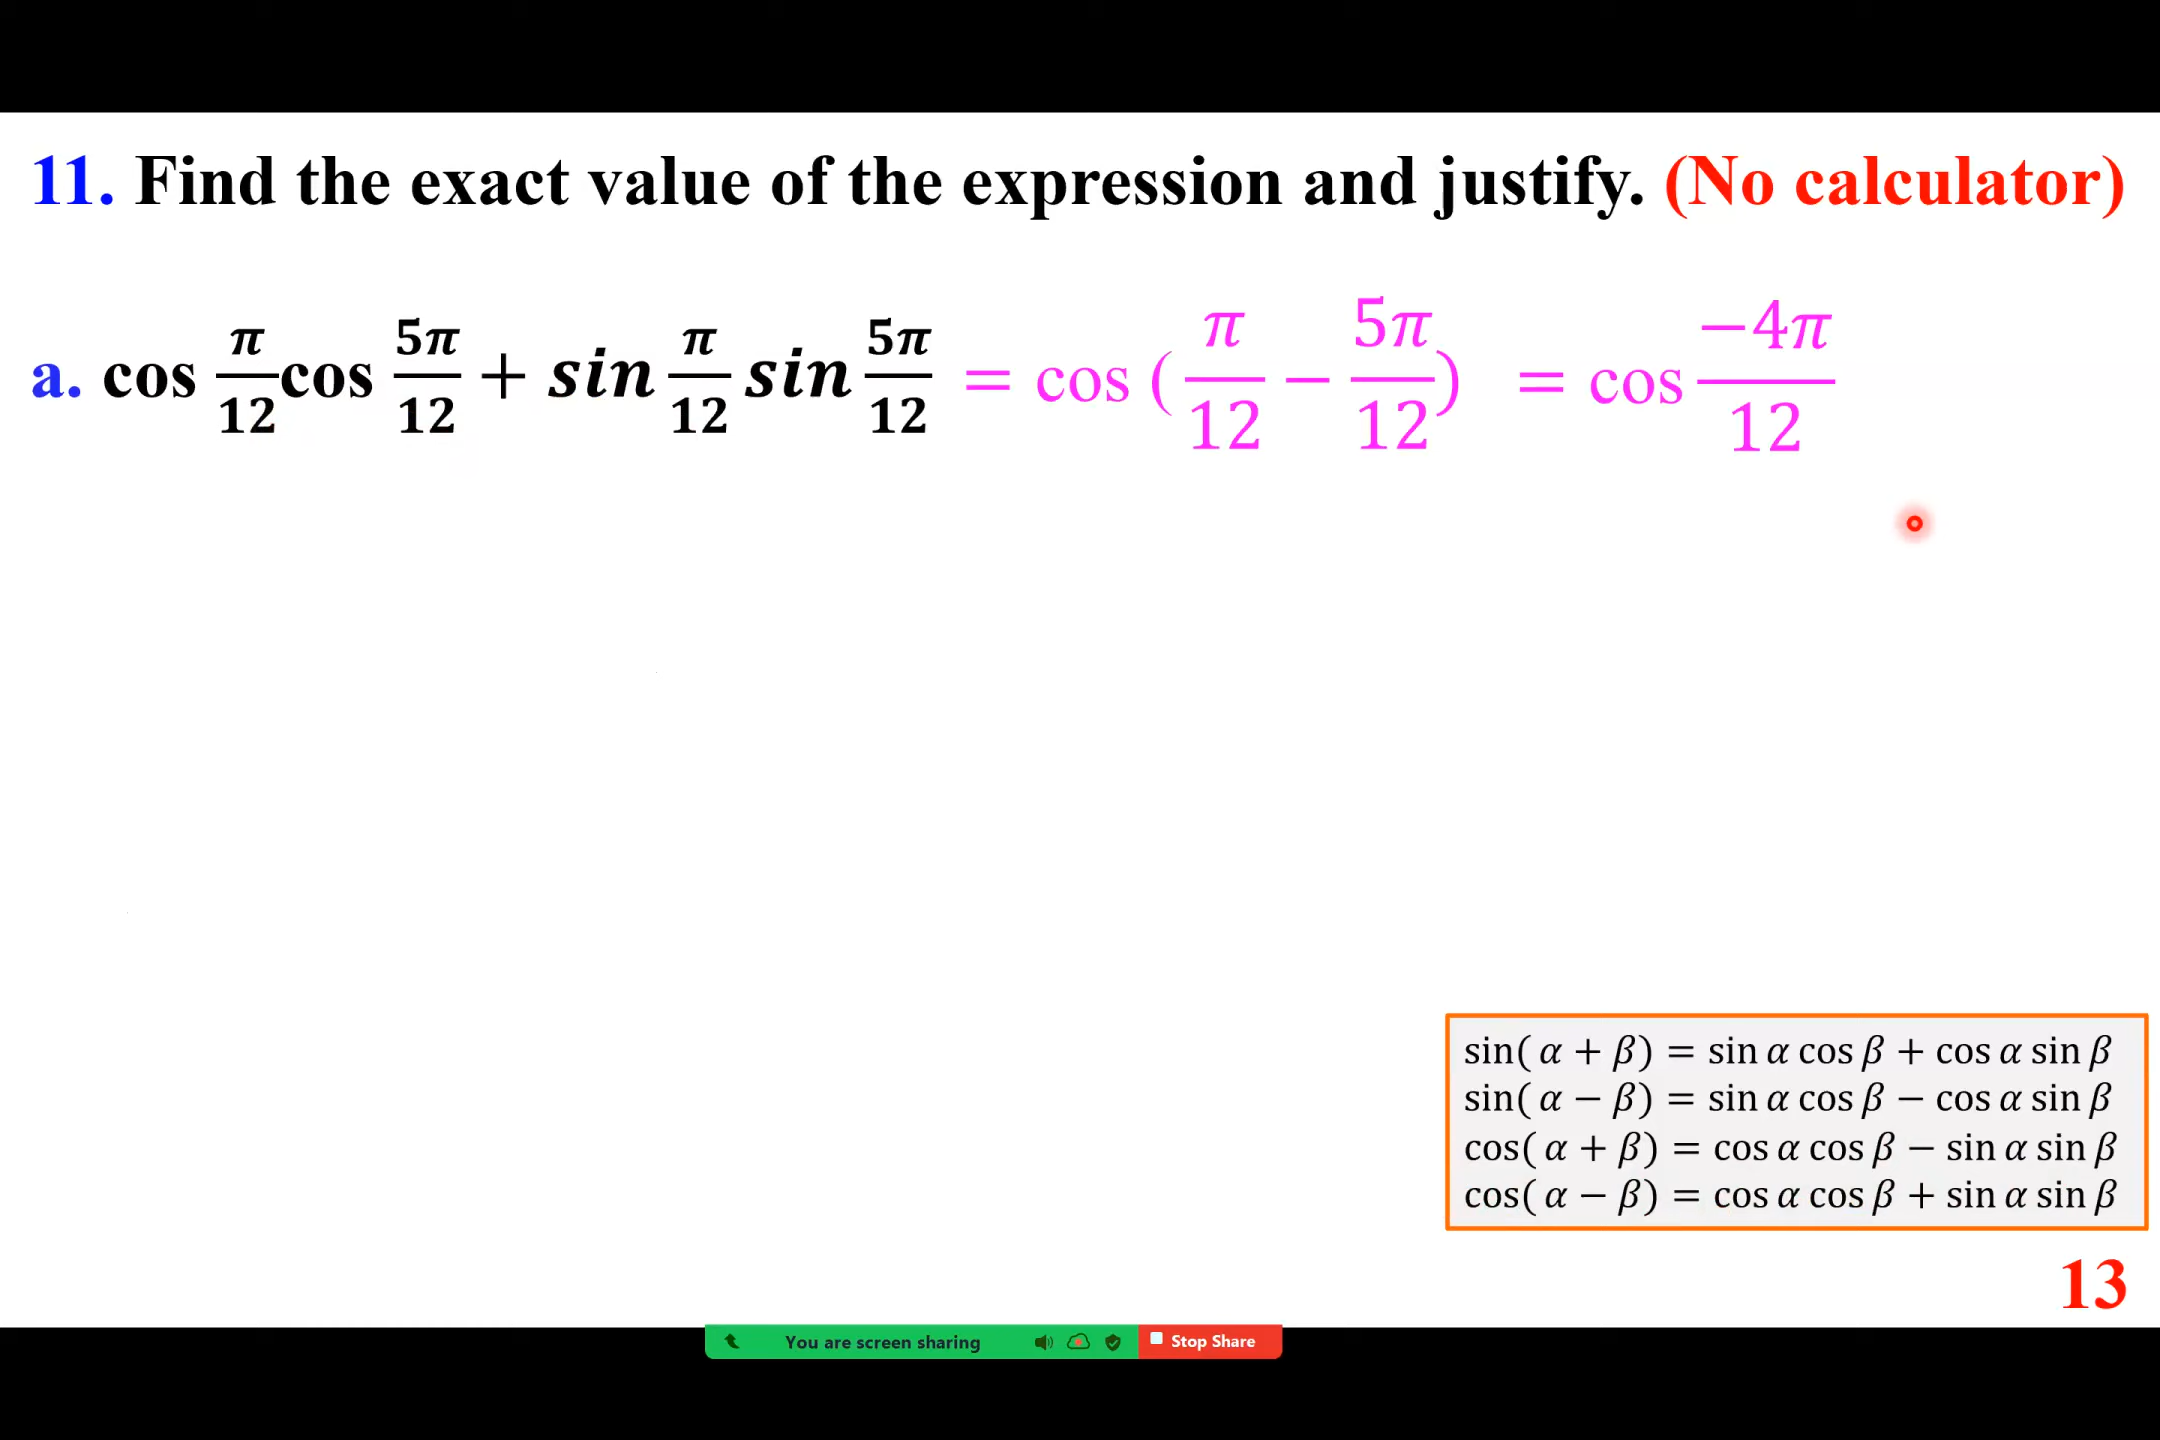 11. Find the exact value of the expression and justify. (No calculator)
a. cos π/12 cos 5π/12 + sin π/12 sin 5π/12 = cos (π/12 − 5π/12) = cos −4π/12
sin( α + β) = sin α cos β + cos α sin β
sin( α − β) = sin α cos β − cos α sin β
cos( α + β) = cos α cos β − sin α sin β
cos( α − β) = cos α cos β + sin α sin β
13
You are screen sharing Stop Share